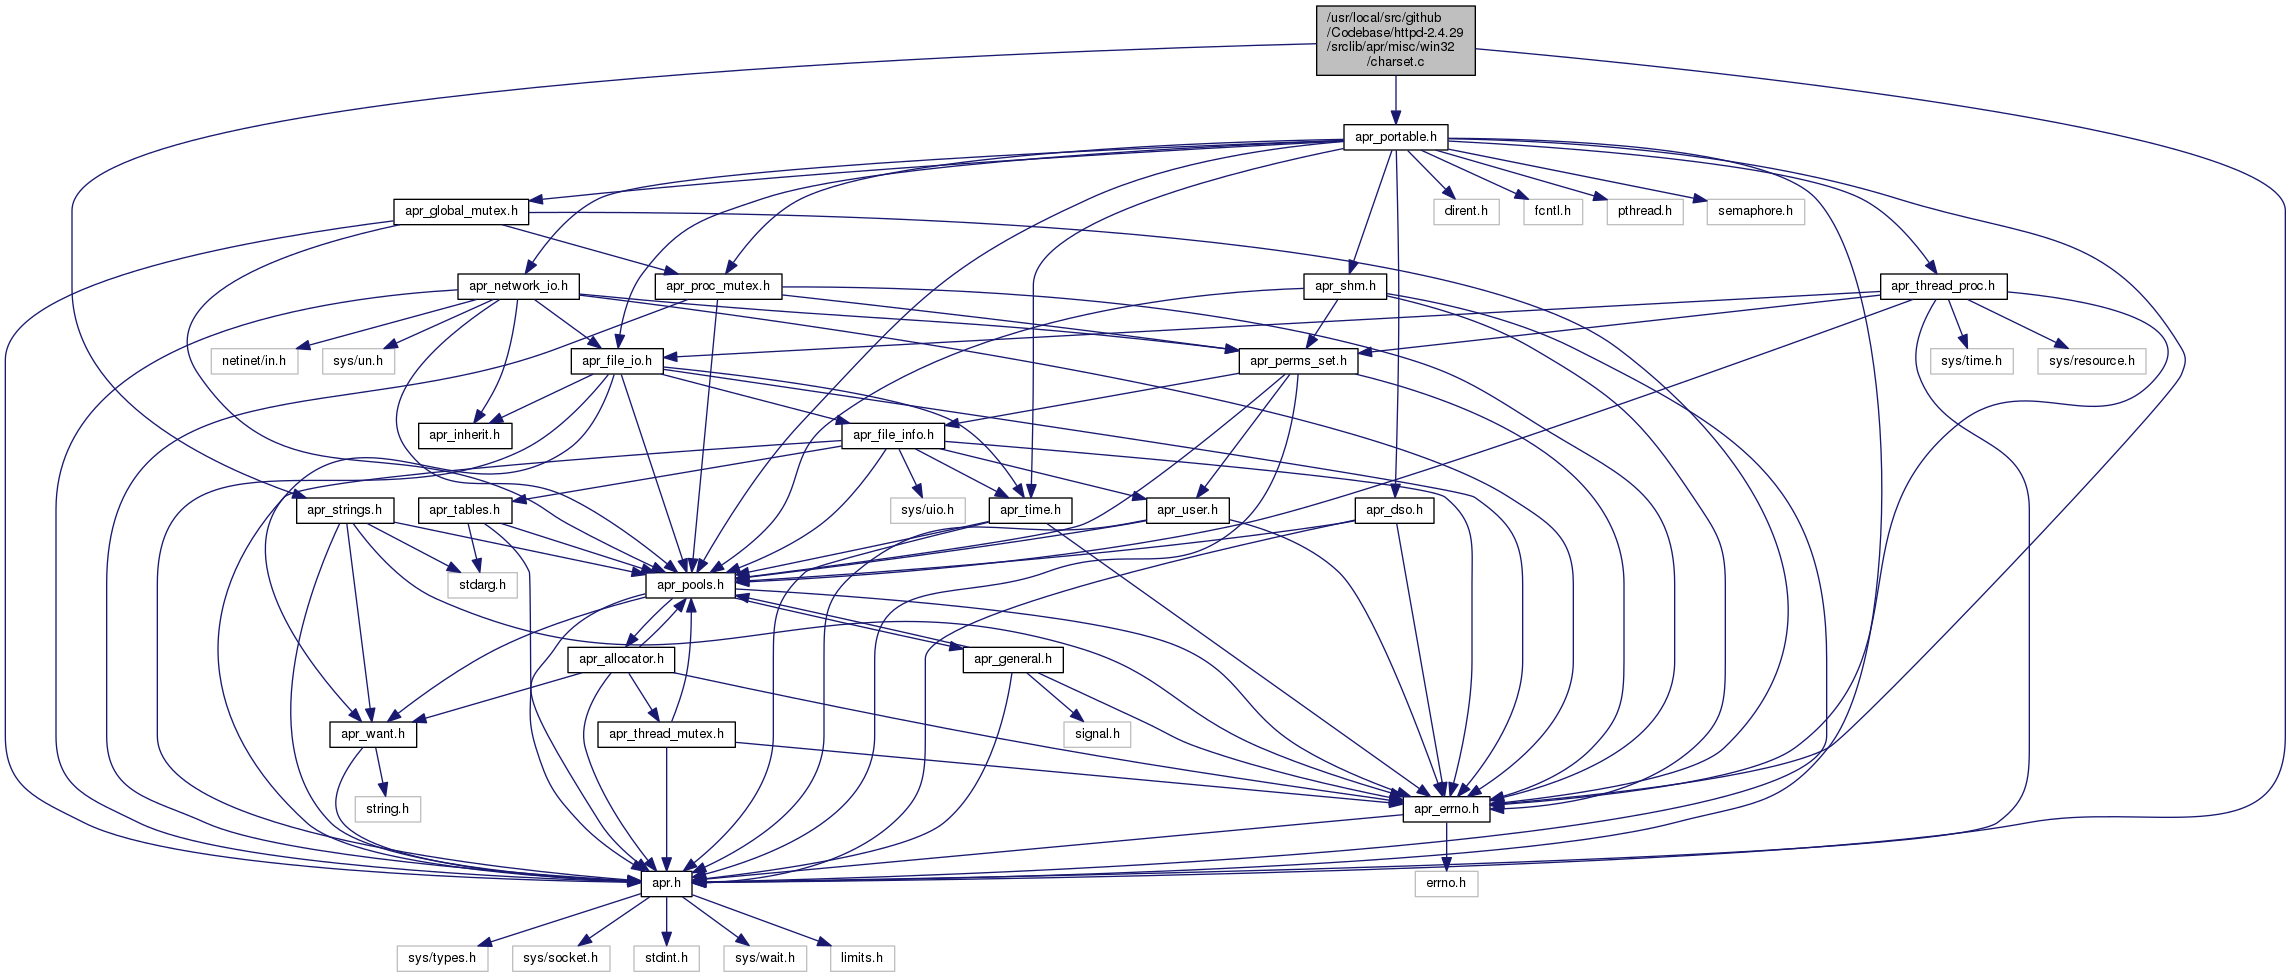 /usr/local/src/github
/Codebase/httpd-2.4.29
/srclib/apr/misc/win32
/charset.c
apr_portable.h
apr_global_mutex.h
dirent.h
fcntl.h
pthread.h
semaphore.h
apr_network_io.h
apr_proc_mutex.h
apr_shm.h
apr_thread_proc.h
netinet/in.h
sys/un.h
apr_file_io.h
apr_perms_set.h
sys/time.h
sys/resource.h
apr_inherit.h
apr_file_info.h
apr_strings.h
apr_tables.h
sys/uio.h
apr_time.h
apr_user.h
apr_dso.h
stdarg.h
apr_pools.h
apr_allocator.h
apr_general.h
apr_want.h
apr_thread_mutex.h
signal.h
string.h
apr_errno.h
apr.h
errno.h
sys/types.h
sys/socket.h
stdint.h
sys/wait.h
limits.h